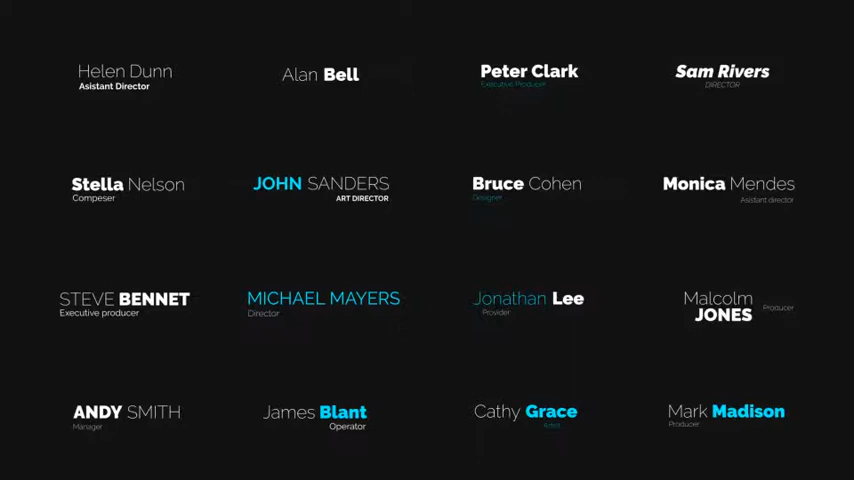 Helen Dunn
Asistant Director
Alan Bell
Peter Clark
Executive Producer
Sam Rivers
DIRECTOR
Stella Nelson
Composer
JOHN SANDERS
ART DIRECTOR
Bruce Cohen
Designer
Monica Mendes
Asistant director
STEVE BENNET
Executive producer
MICHAEL MAYERS
Director
Jonathan Lee
Provider
Malcolm
JONES
Producer
ANDY SMITH
Manager
James Blant
Operator
Cathy Grace
Artist
Mark Madison
Producer